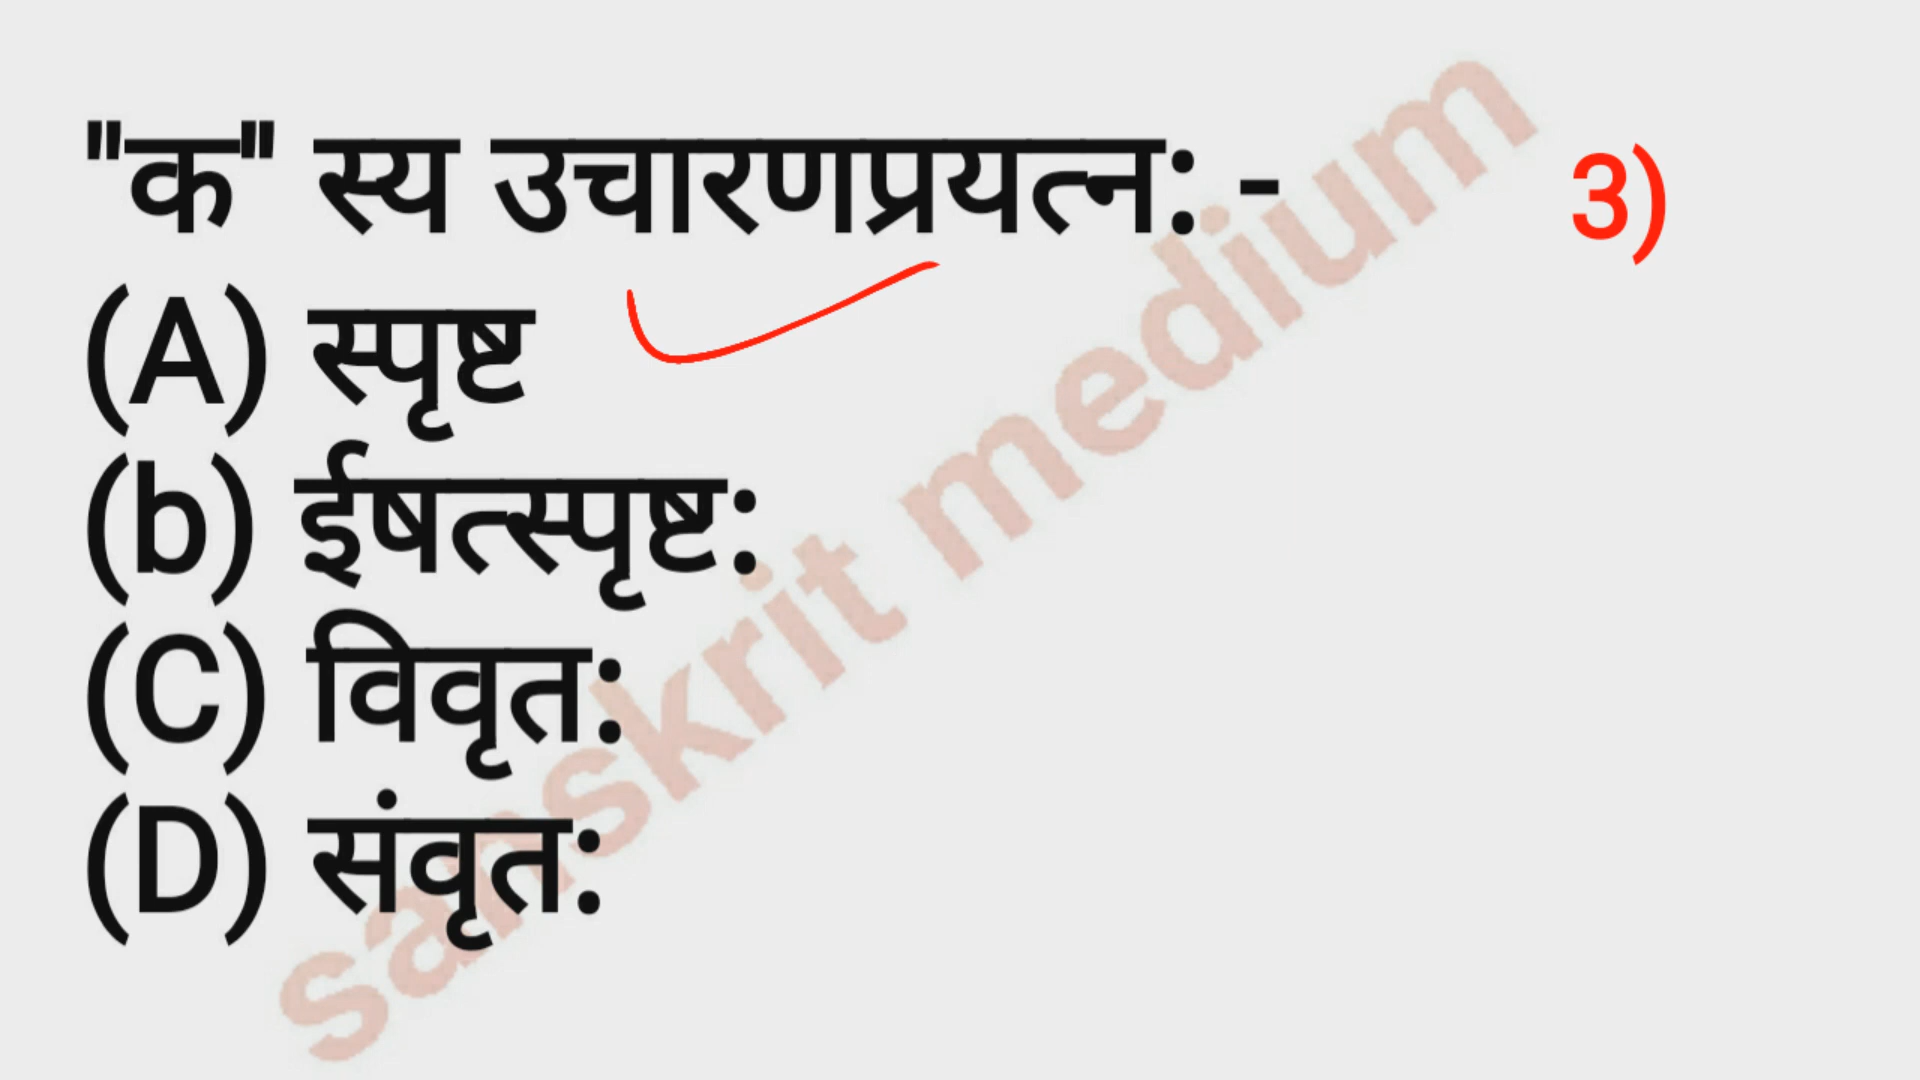 "क" स्य उचारणप्रयत्न: - 3)
(A) स्पृष्ट
(b) ईषत्स्पृष्ट:
(C) विवृत:
(D) संवृत:
sanskrit medium